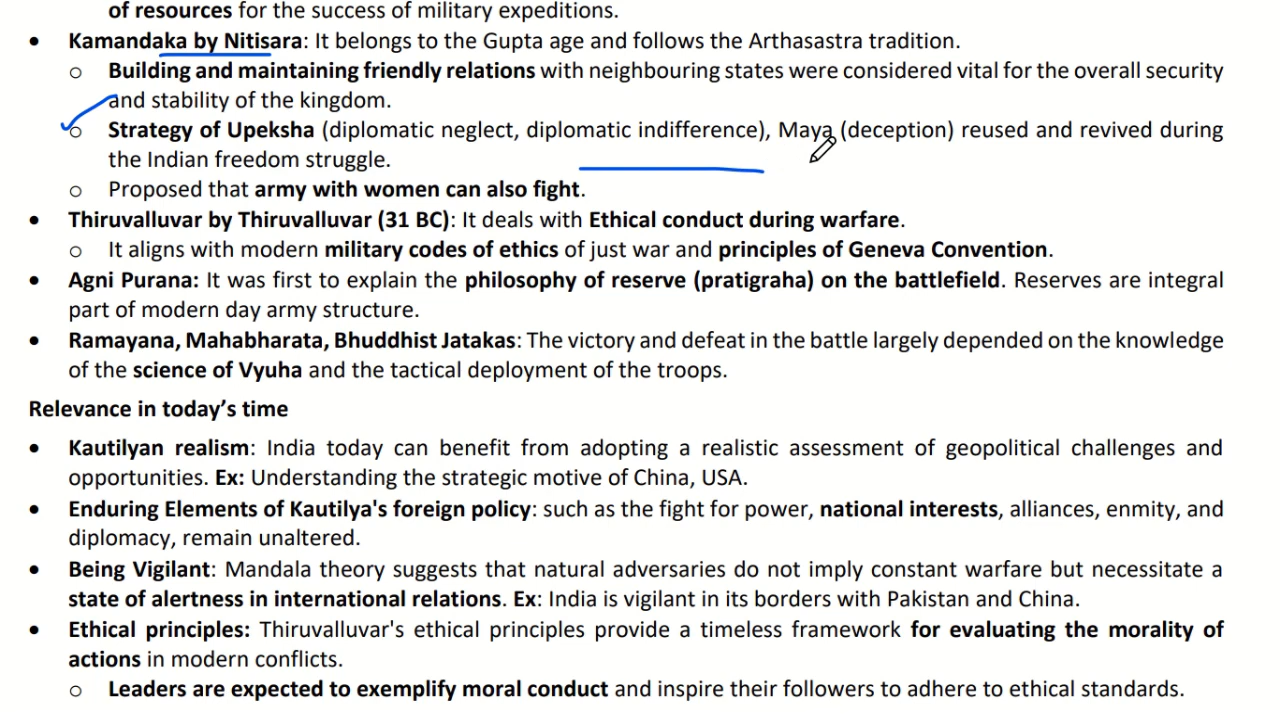 of resources for the success of military expeditions.
• Kamandaka by Nitisara: It belongs to the Gupta age and follows the Arthasastra tradition.
o Building and maintaining friendly relations with neighbouring states were considered vital for the overall security
and stability of the kingdom.
o Strategy of Upeksha (diplomatic neglect, diplomatic indifference), Maya (deception) reused and revived during
the Indian freedom struggle.
o Proposed that army with women can also fight.
• Thiruvalluvar by Thiruvalluvar (31 BC): It deals with Ethical conduct during warfare.
o It aligns with modern military codes of ethics of just war and principles of Geneva Convention.
• Agni Purana: It was first to explain the philosophy of reserve (pratigraha) on the battlefield. Reserves are integral
part of modern day army structure.
• Ramayana, Mahabharata, Bhuddhist Jatakas: The victory and defeat in the battle largely depended on the knowledge
of the science of Vyuha and the tactical deployment of the troops.
Relevance in today’s time
• Kautilyan realism: India today can benefit from adopting a realistic assessment of geopolitical challenges and
opportunities. Ex: Understanding the strategic motive of China, USA.
• Enduring Elements of Kautilya's foreign policy: such as the fight for power, national interests, alliances, enmity, and
diplomacy, remain unaltered.
• Being Vigilant: Mandala theory suggests that natural adversaries do not imply constant warfare but necessitate a
state of alertness in international relations. Ex: India is vigilant in its borders with Pakistan and China.
• Ethical principles: Thiruvalluvar's ethical principles provide a timeless framework for evaluating the morality of
actions in modern conflicts.
o Leaders are expected to exemplify moral conduct and inspire their followers to adhere to ethical standards.